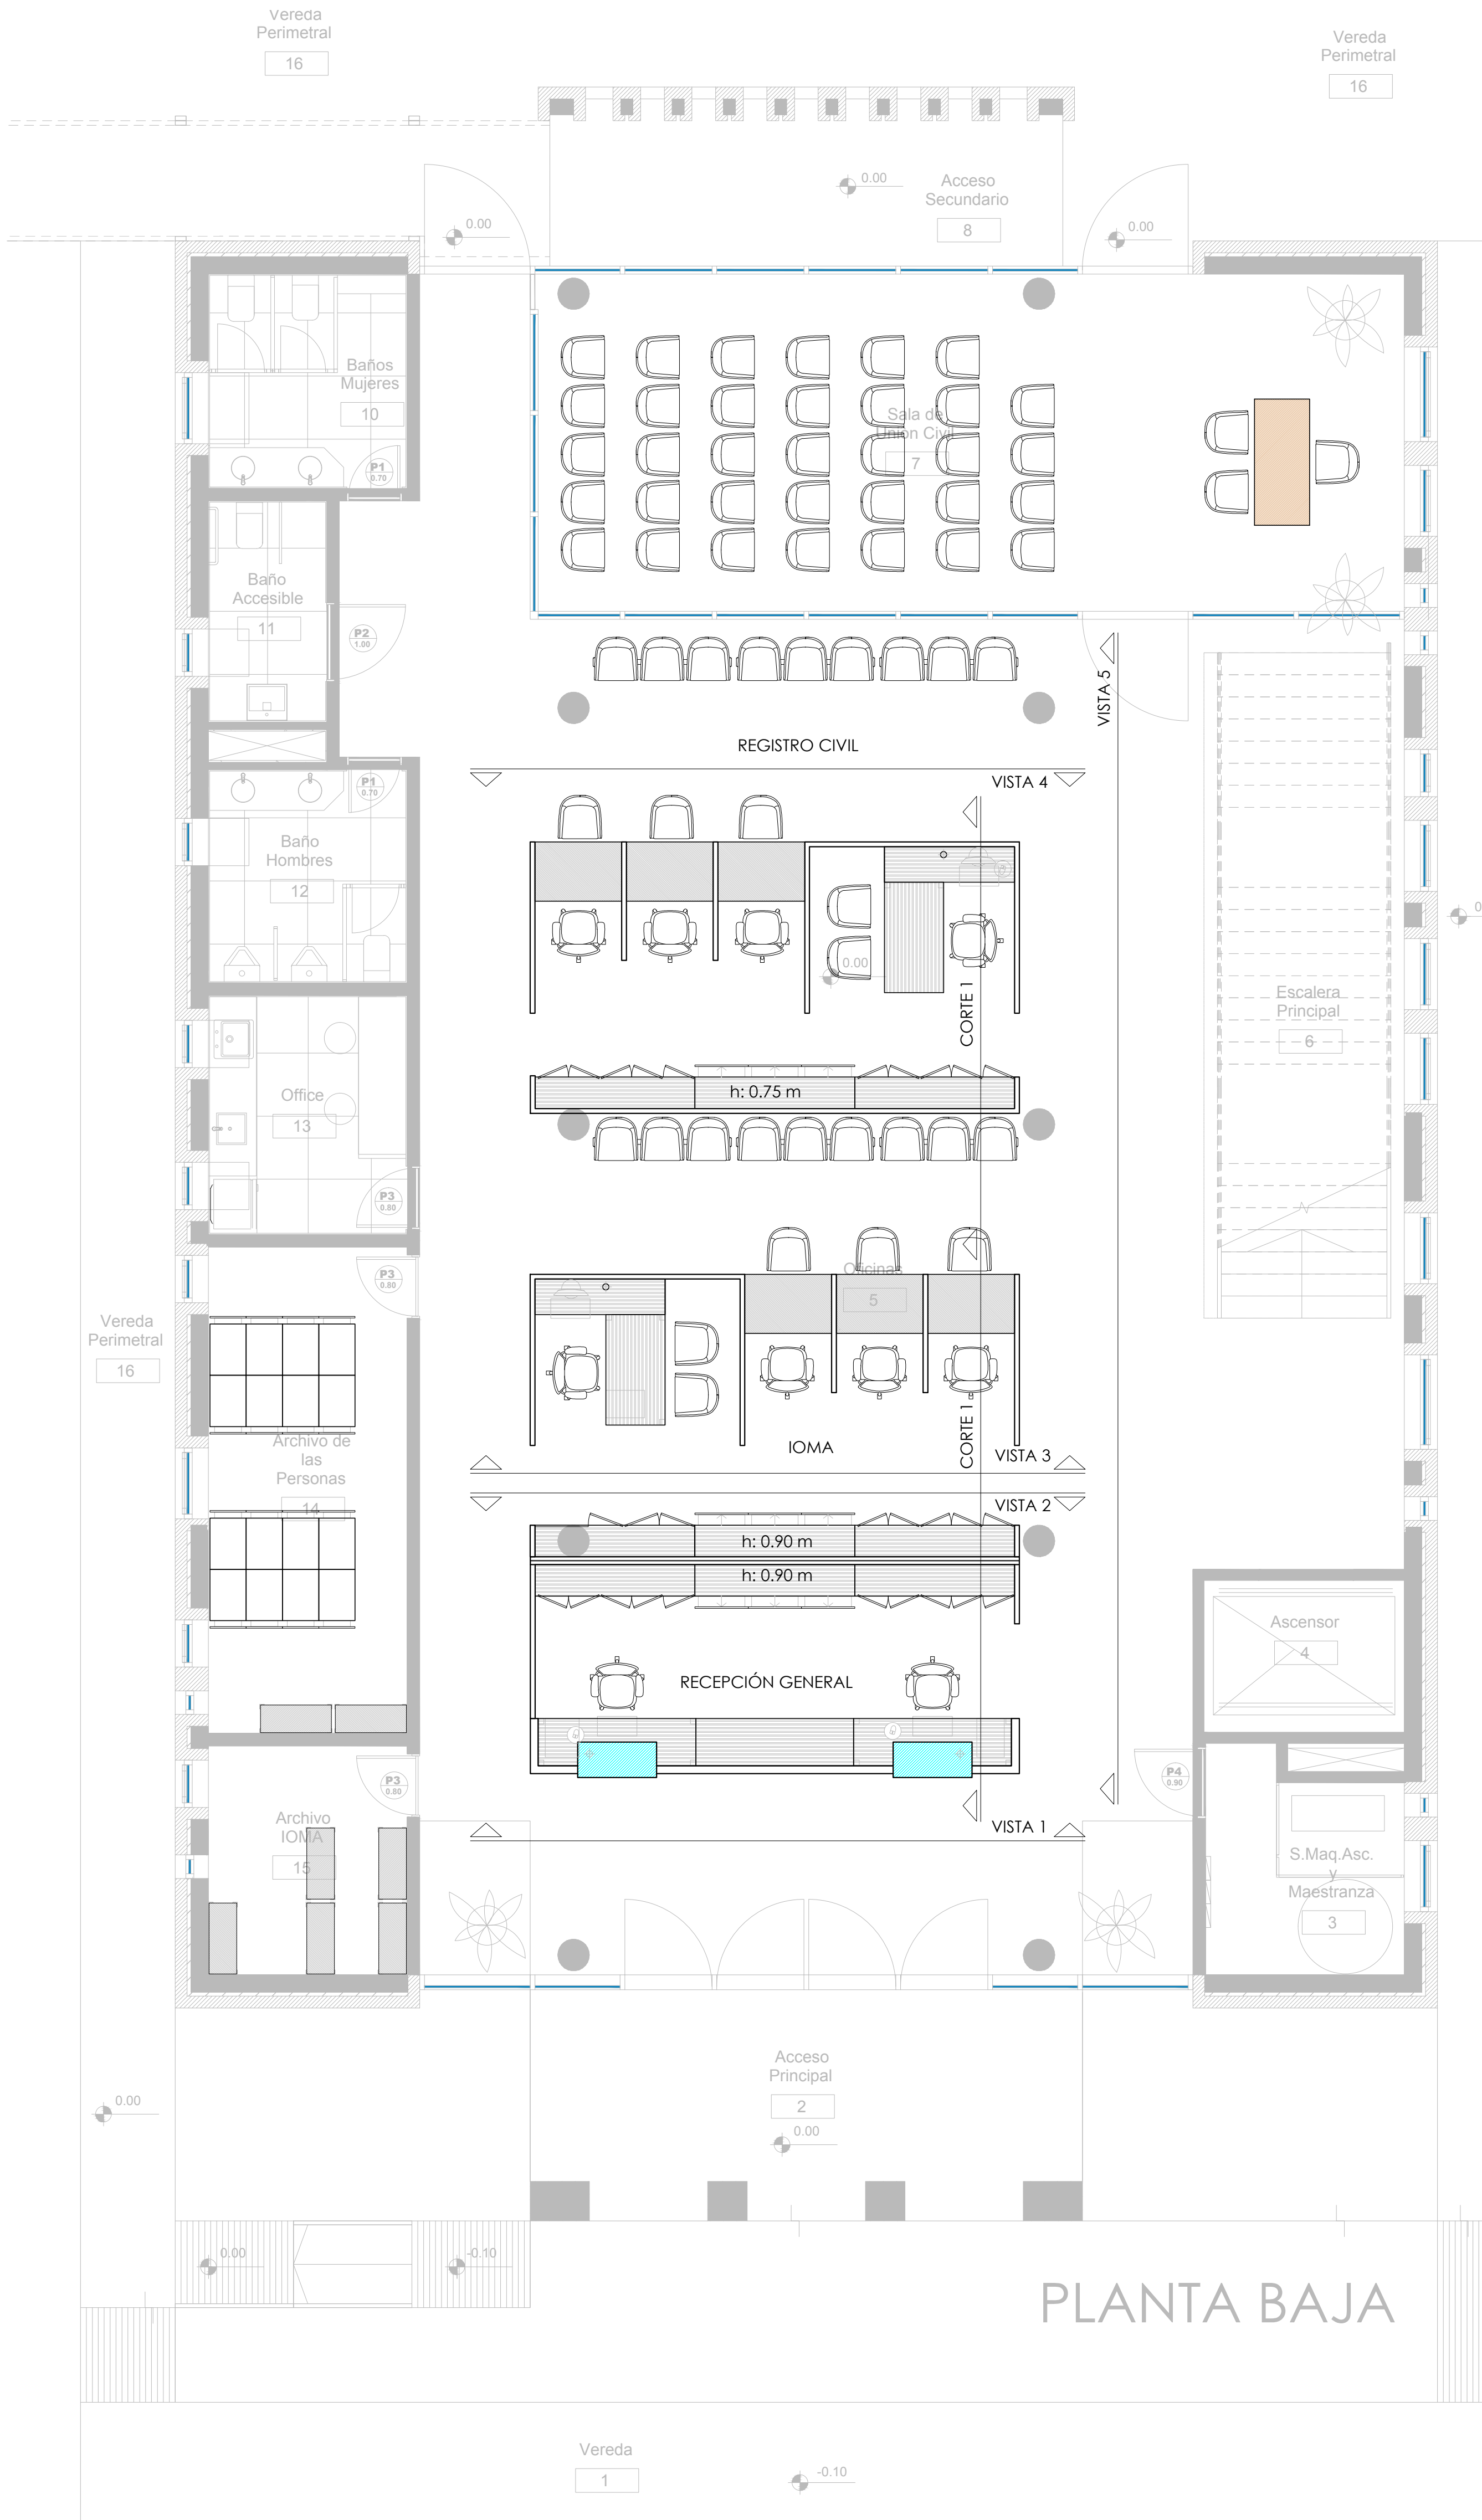 Vereda
Perimetral
16
Vereda
Perimetral
16
0.00
Acceso
Secundario
8
0.00
0.00
Baños
Mujeres
10
P1
0.70
Sala de
Union Civil
7
Baño
Accesible
11
P2
1.00
VISTA 5
REGISTRO CIVIL
VISTA 4
P1
0.70
Baño
Hombres
12
0.00
CORTE 1
Escalera
Principal
6
0
Office
13
h: 0.75 m
P3
0.80
P3
0.80
Oficinas
5
Vereda
Perimetral
16
Archivo de
las
Personas
14
IOMA
CORTE 1
VISTA 3
VISTA 2
h: 0.90 m
h: 0.90 m
Ascensor
4
RECEPCIÓN GENERAL
P3
0.80
P4
0.90
Archivo
IOMA
15
VISTA 1
S.Maq.Asc.
y
Maestranza
3
Acceso
Principal
2
0.00
0.00
0.00
-0.10
PLANTA BAJA
Vereda
1
-0.10